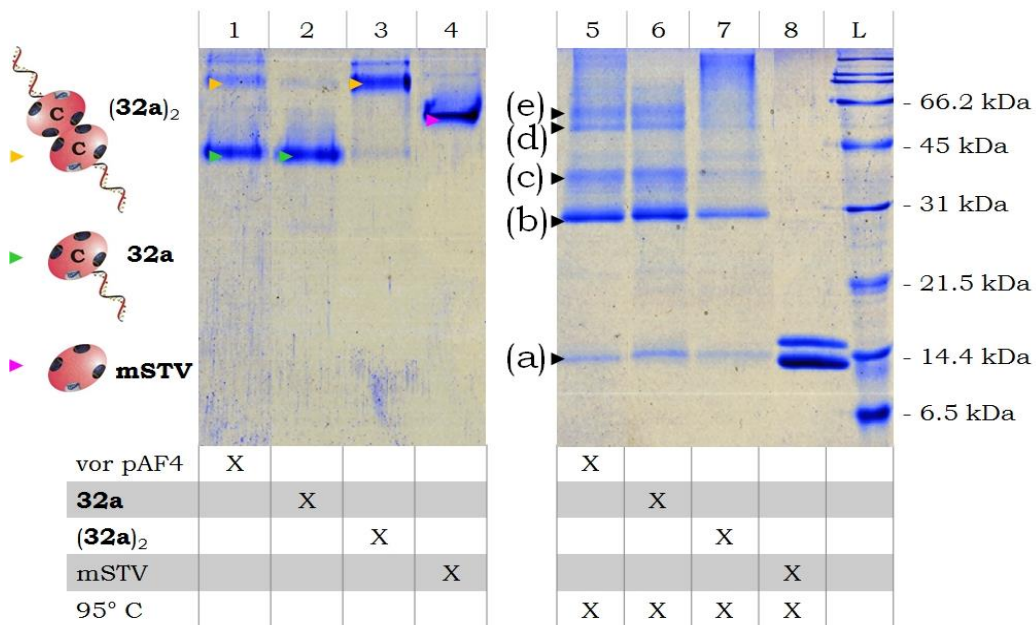 1 2 3 4 5 6 7 8 L
C C (32a)₂
(e) - 66.2 kDa
(d) - 45 kDa
(c)
(b) - 31 kDa
C 32a
- 21.5 kDa
mSTV (a) - 14.4 kDa
- 6.5 kDa
vor pAF4 X X
32a X X
(32a)₂ X X
mSTV X X
95° C X X X X